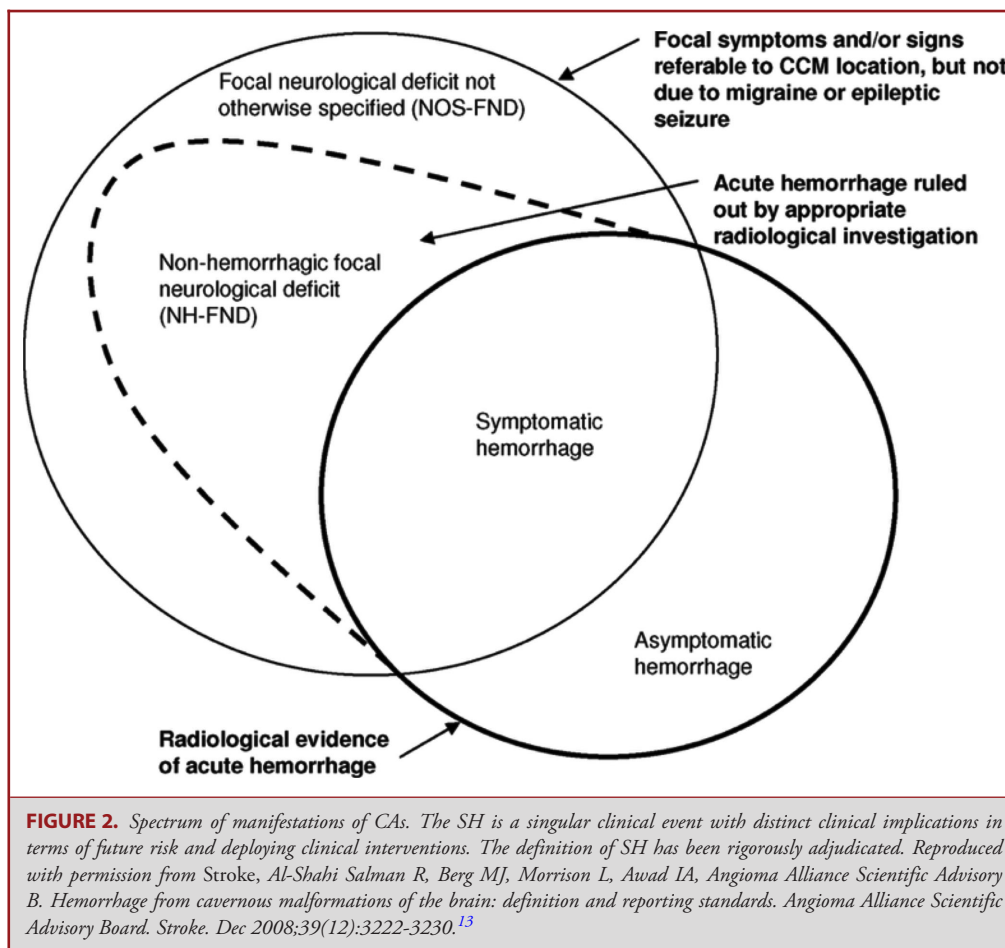 Focal symptoms and/or signs
referable to CCM location, but not
due to migraine or epileptic
seizure
Focal neurological deficit not
otherwise specified (NOS-FND)
Acute hemorrhage ruled
out by appropriate
radiological investigation
Non-hemorrhagic focal
neurological deficit
(NH-FND)
Symptomatic
hemorrhage
Asymptomatic
hemorrhage
Radiological evidence
of acute hemorrhage
FIGURE 2. Spectrum of manifestations of CAs. The SH is a singular clinical event with distinct clinical implications in
terms of future risk and deploying clinical interventions. The definition of SH has been rigorously adjudicated. Reproduced
with permission from Stroke, Al-Shahi Salman R, Berg MJ, Morrison L, Awad IA, Angioma Alliance Scientific Advisory
B. Hemorrhage from cavernous malformations of the brain: definition and reporting standards. Angioma Alliance Scientific
Advisory Board. Stroke. Dec 2008;39(12):3222-3230.13